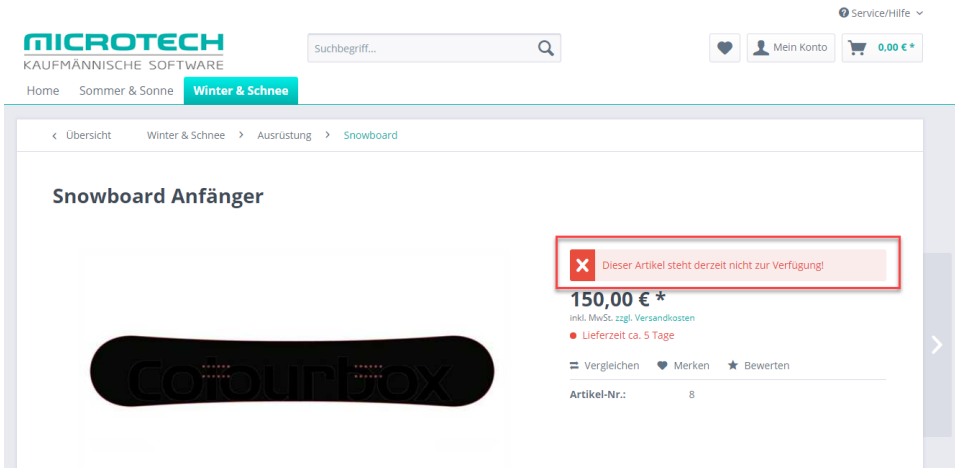 Service/Hilfe
MICROTECH
KAUFMÄNNISCHE SOFTWARE
Suchbegriff...
Mein Konto
0,00 € *
Home Sommer & Sonne Winter & Schnee
Übersicht Winter & Schnee Ausrüstung Snowboard
Snowboard Anfänger
Dieser Artikel steht derzeit nicht zur Verfügung!
150,00 € *
inkl. MwSt. zzgl. Versandkosten
Lieferzeit ca. 5 Tage
Vergleichen Merken Bewerten
Artikel-Nr.: 8
Colourbox